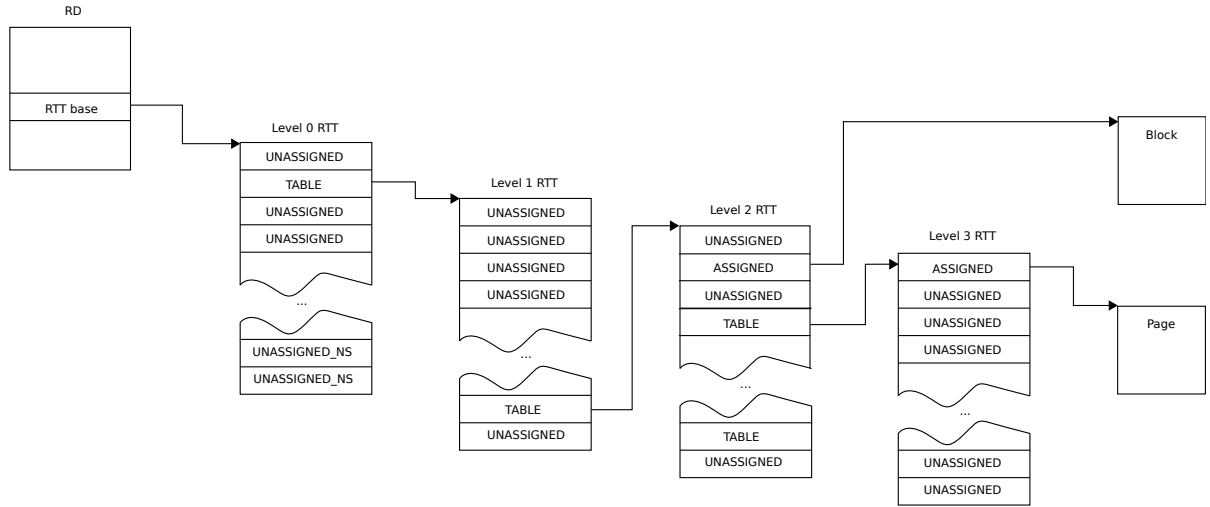 RD
RTT base
Level 0 RTT
UNASSIGNED
TABLE
UNASSIGNED
UNASSIGNED
...
UNASSIGNED_NS
UNASSIGNED_NS
Level 1 RTT
UNASSIGNED
UNASSIGNED
UNASSIGNED
UNASSIGNED
...
TABLE
UNASSIGNED
Level 2 RTT
UNASSIGNED
ASSIGNED
UNASSIGNED
TABLE
...
TABLE
UNASSIGNED
Level 3 RTT
ASSIGNED
UNASSIGNED
UNASSIGNED
UNASSIGNED
...
UNASSIGNED
UNASSIGNED
Block
Page